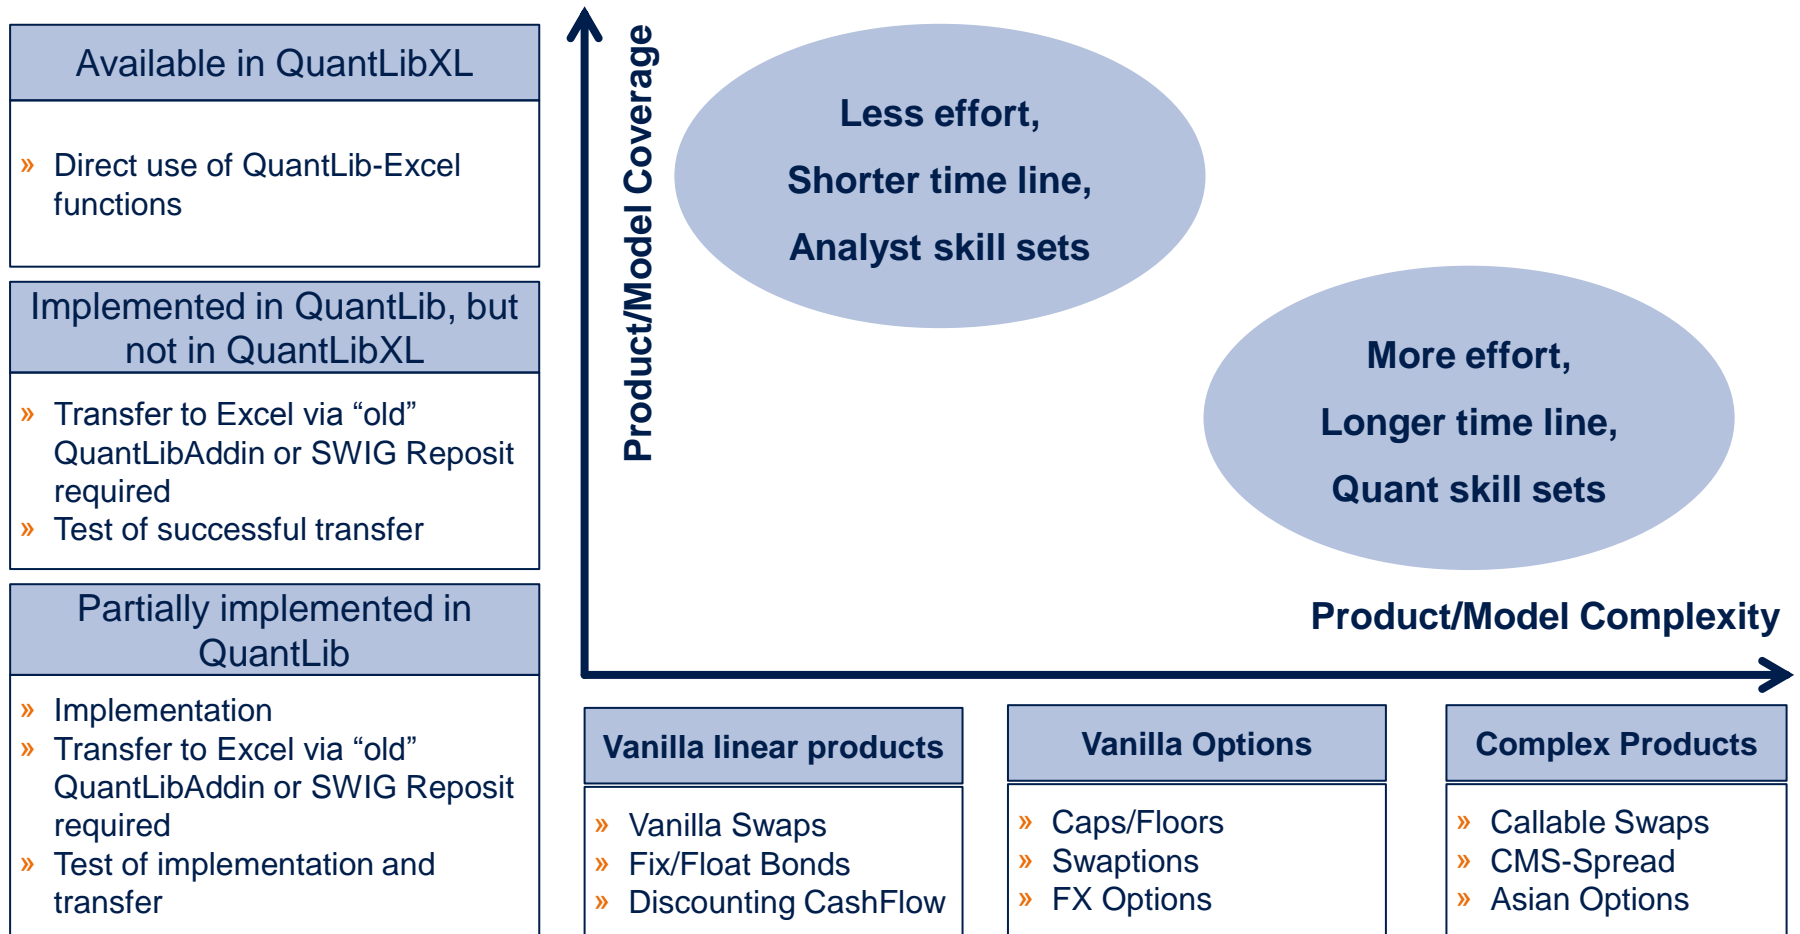 Available in QuantLibXL
» Direct use of QuantLib-Excel
functions
Implemented in QuantLib, but
not in QuantLibXL
» Transfer to Excel via “old”
QuantLibAddin or SWIG Reposit
required
» Test of successful transfer
Partially implemented in
QuantLib
» Implementation
» Transfer to Excel via “old”
QuantLibAddin or SWIG Reposit
required
» Test of implementation and
transfer
Product/Model Coverage
Less effort,
Shorter time line,
Analyst skill sets
More effort,
Longer time line,
Quant skill sets
Product/Model Complexity
Vanilla linear products
» Vanilla Swaps
» Fix/Float Bonds
» Discounting CashFlow
Vanilla Options
» Caps/Floors
» Swaptions
» FX Options
Complex Products
» Callable Swaps
» CMS-Spread
» Asian Options